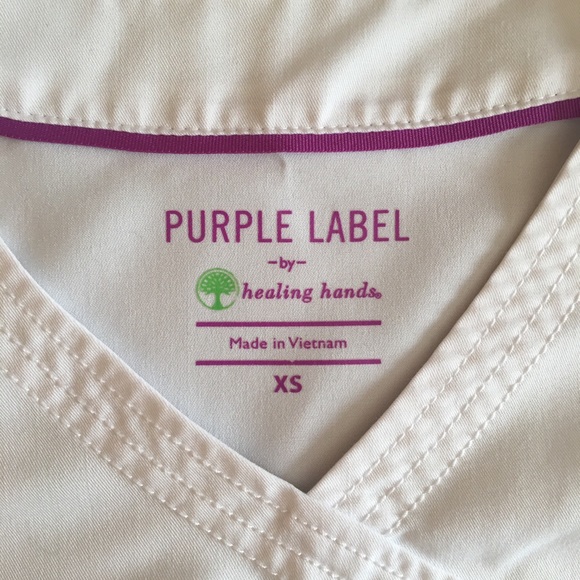 PURPLE LABEL
-by-
healing hands®
Made in Vietnam
XS